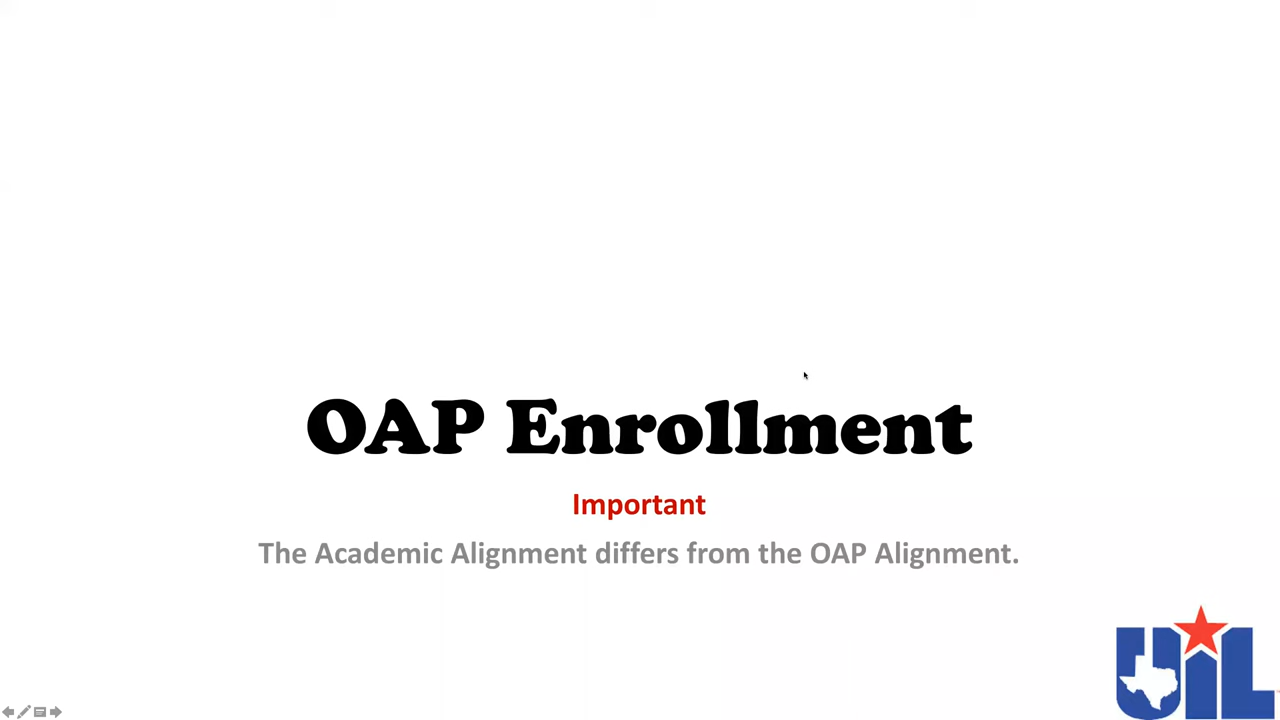 OAP Enrollment
Important
The Academic Alignment differs from the OAP Alignment.
UIL